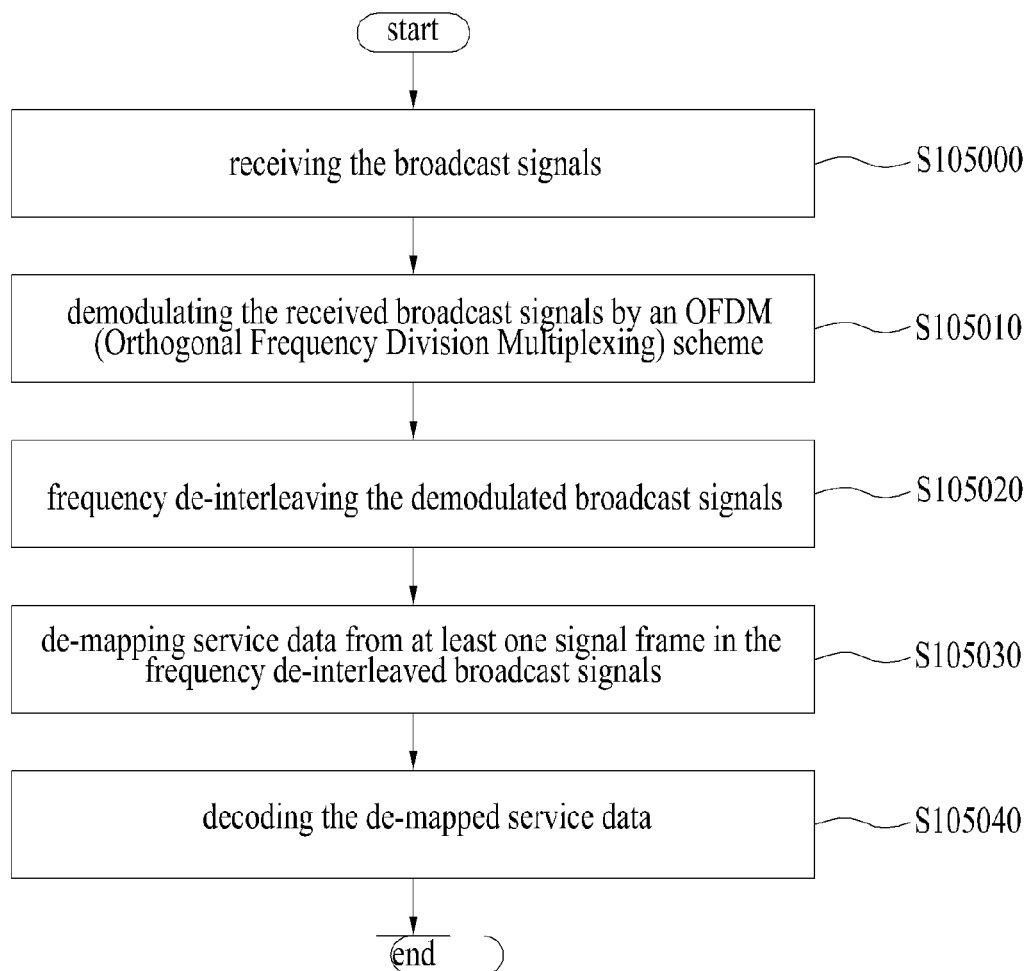 start
receiving the broadcast signals
S105000
demodulating the received broadcast signals by an OFDM
(Orthogonal Frequency Division Multiplexing) scheme
S105010
frequency de-interleaving the demodulated broadcast signals
S105020
de-mapping service data from at least one signal frame in the
frequency de-interleaved broadcast signals
S105030
decoding the de-mapped service data
S105040
end